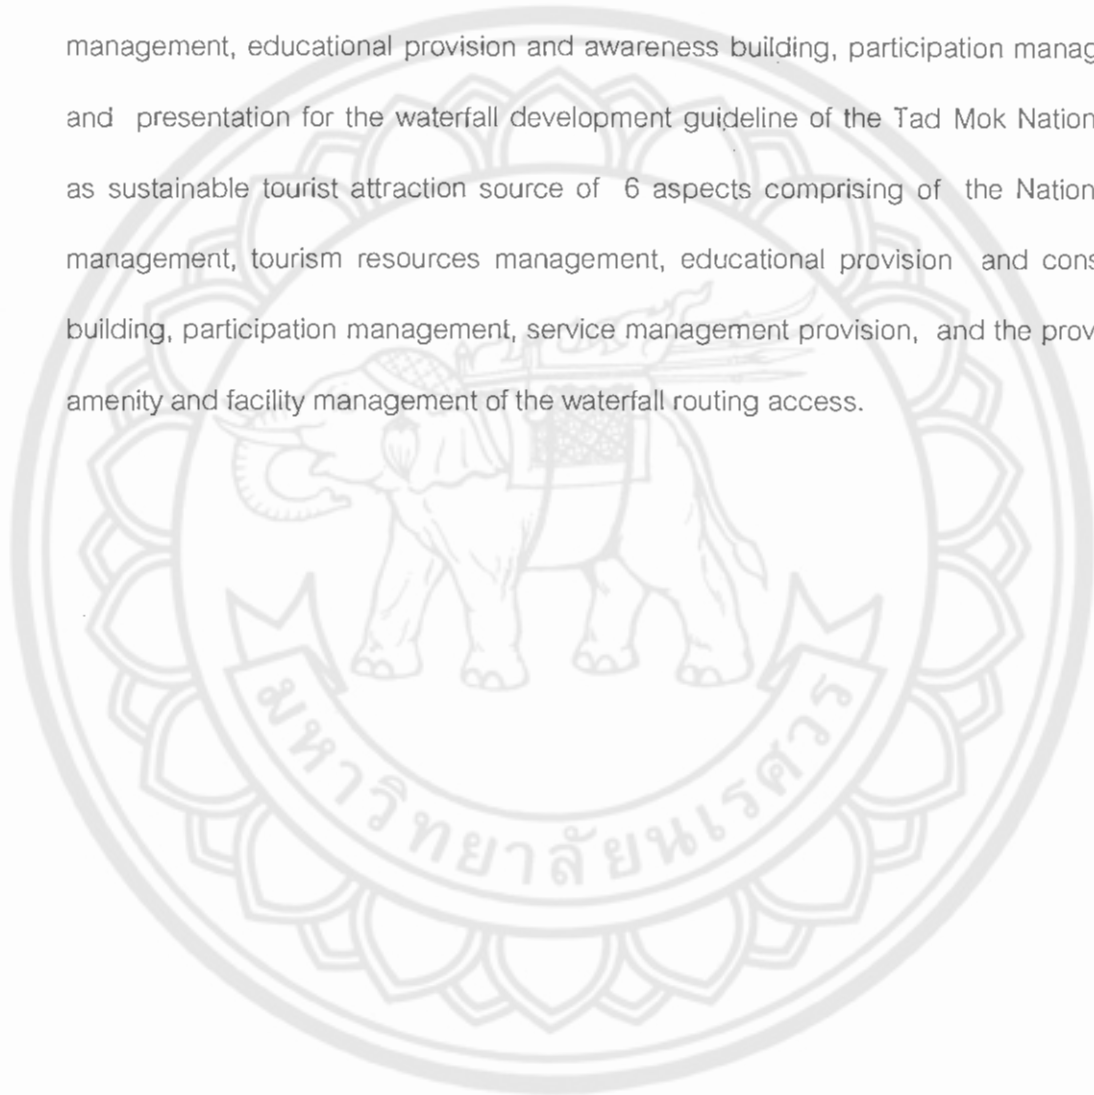 management, educational provision and awareness building, participation manag
and presentation for the waterfall development guideline of the Tad Mok Nation
as sustainable tourist attraction source of 6 aspects comprising of the Nation
management, tourism resources management, educational provision and cons
building, participation management, service management provision, and the prov
amenity and facility management of the waterfall routing access.
มหาวิทยาลัยนเรศวร